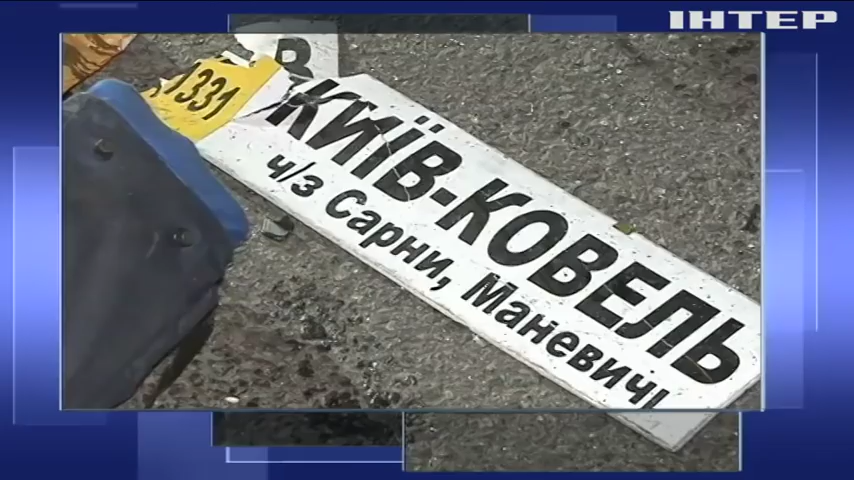 ІНТЕР
В
1331
КИЇВ-КОВЕЛЬ
ч/з Сарни, Маневичі